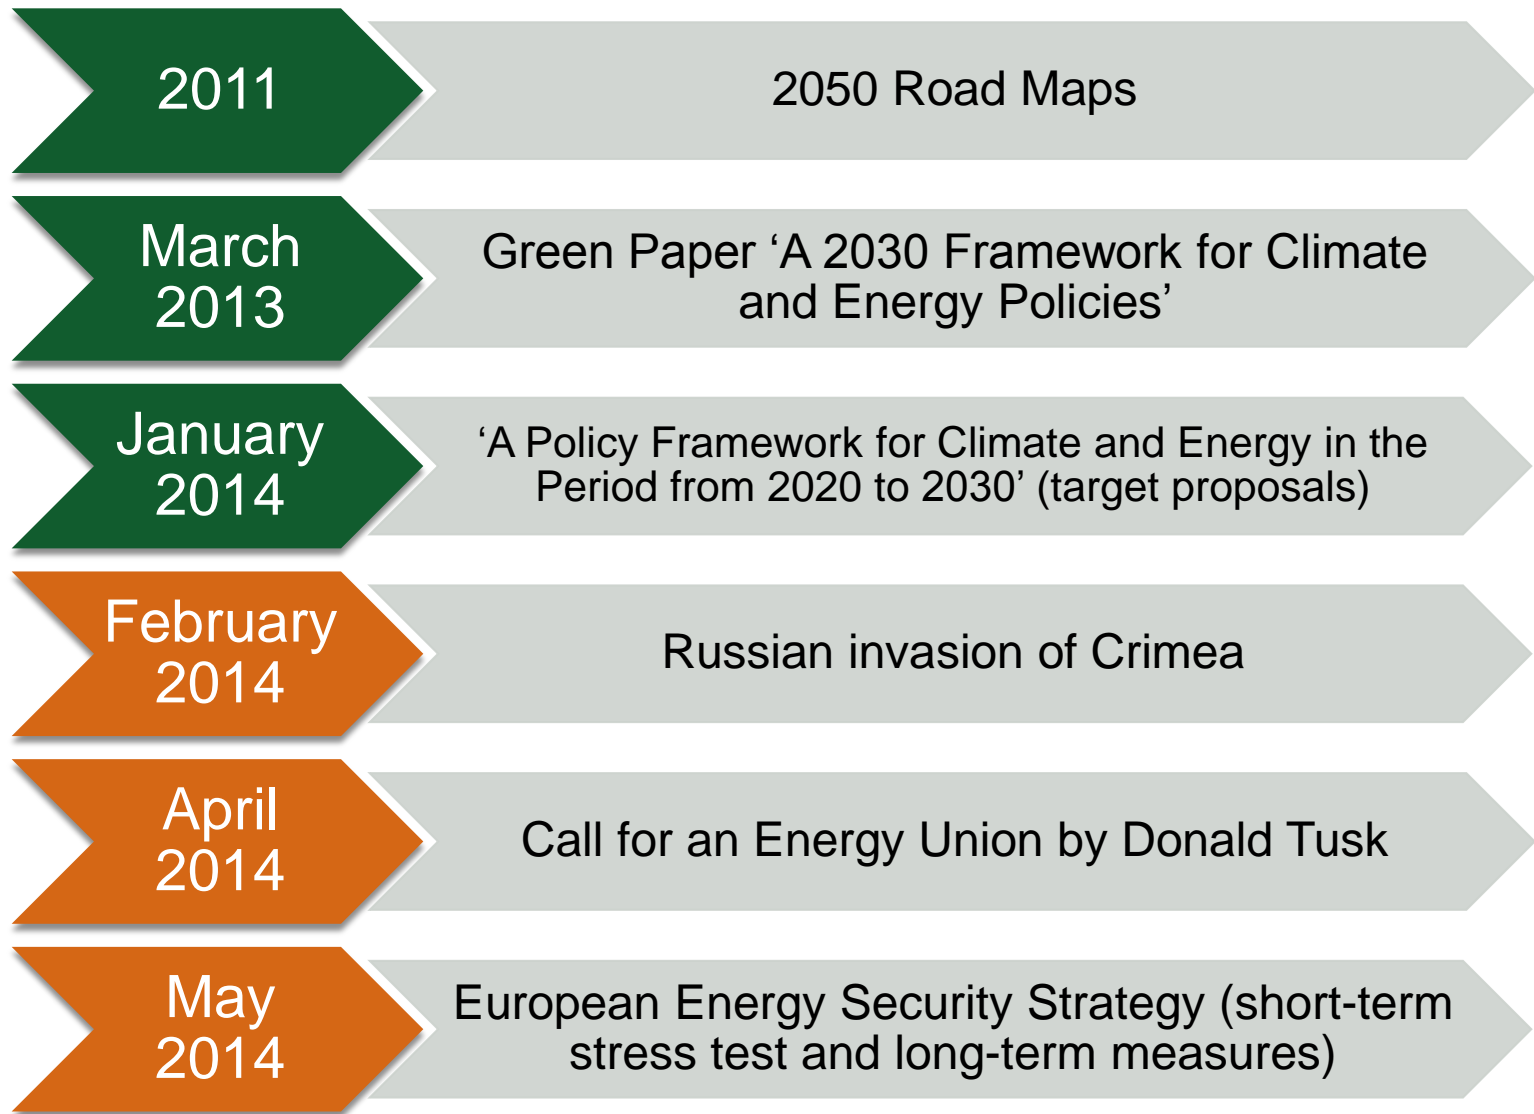 2011
2050 Road Maps
March
2013
Green Paper ‘A 2030 Framework for Climate
and Energy Policies’
January
2014
‘A Policy Framework for Climate and Energy in the
Period from 2020 to 2030’ (target proposals)
February
2014
Russian invasion of Crimea
April
2014
Call for an Energy Union by Donald Tusk
May
2014
European Energy Security Strategy (short-term
stress test and long-term measures)